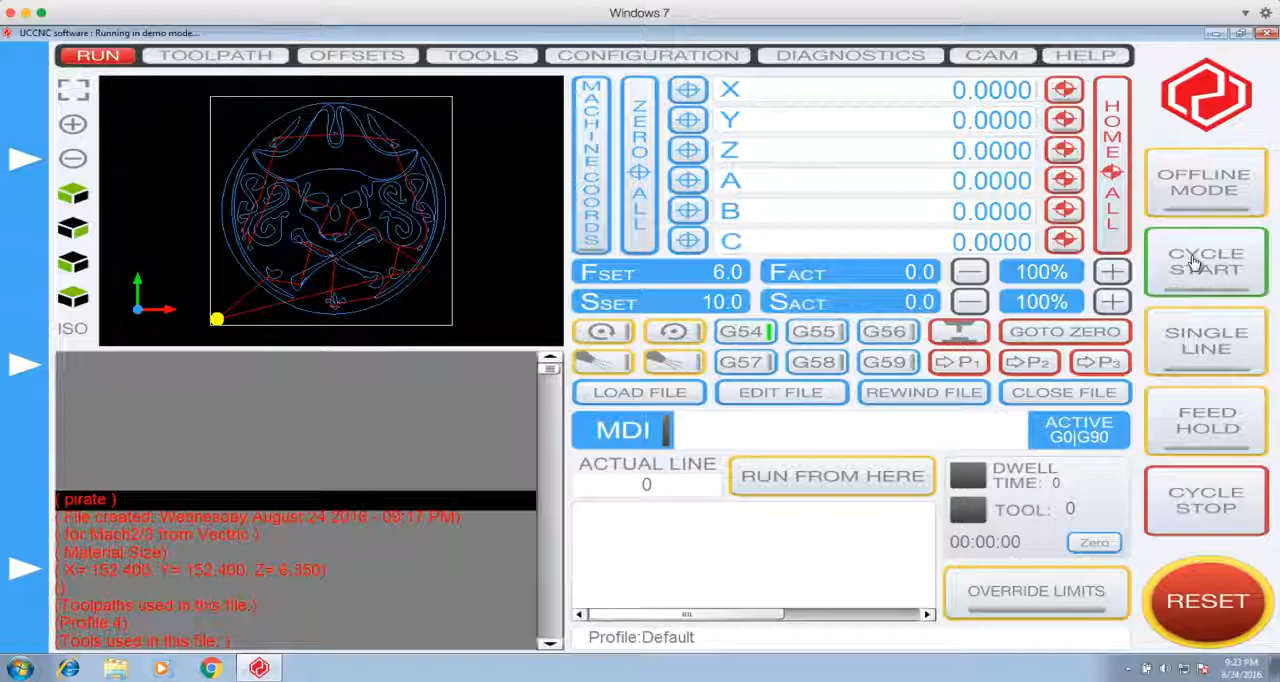 Windows 7
UCCNC software : Running in demo mode...
RUN
TOOLPATH
OFFSETS
TOOLS
CONFIGURATION
DIAGNOSTICS
CAM
HELP
ISO
MACHINE COORDS
ZERO ALL
X 0.0000
Y 0.0000
Z 0.0000
A 0.0000
B 0.0000
C 0.0000
HOME ALL
FSET 6.0
FACT 0.0
100%
SSET 10.0
SACT 0.0
100%
G54
G55
G56
GOTO ZERO
G57
G58
G59
P1
P2
P3
LOAD FILE
EDIT FILE
REWIND FILE
CLOSE FILE
MDI
ACTIVE
G0|G90
ACTUAL LINE
0
RUN FROM HERE
DWELL
TIME: 0
TOOL: 0
00:00:00
Zero
OVERRIDE LIMITS
Profile:Default
OFFLINE
MODE
CYCLE
START
SINGLE
LINE
FEED
HOLD
CYCLE
STOP
RESET
( pirate )
( File created: Wednesday August 24 2016 - 09:17 PM)
( for Mach2/3 from Vectric )
( Material Size)
( X= 152.400, Y= 152.400, Z= 6.350)
()
(Toolpaths used in this file:)
(Profile 4)
(Tools used in this file: )
9:23 PM
8/24/2016